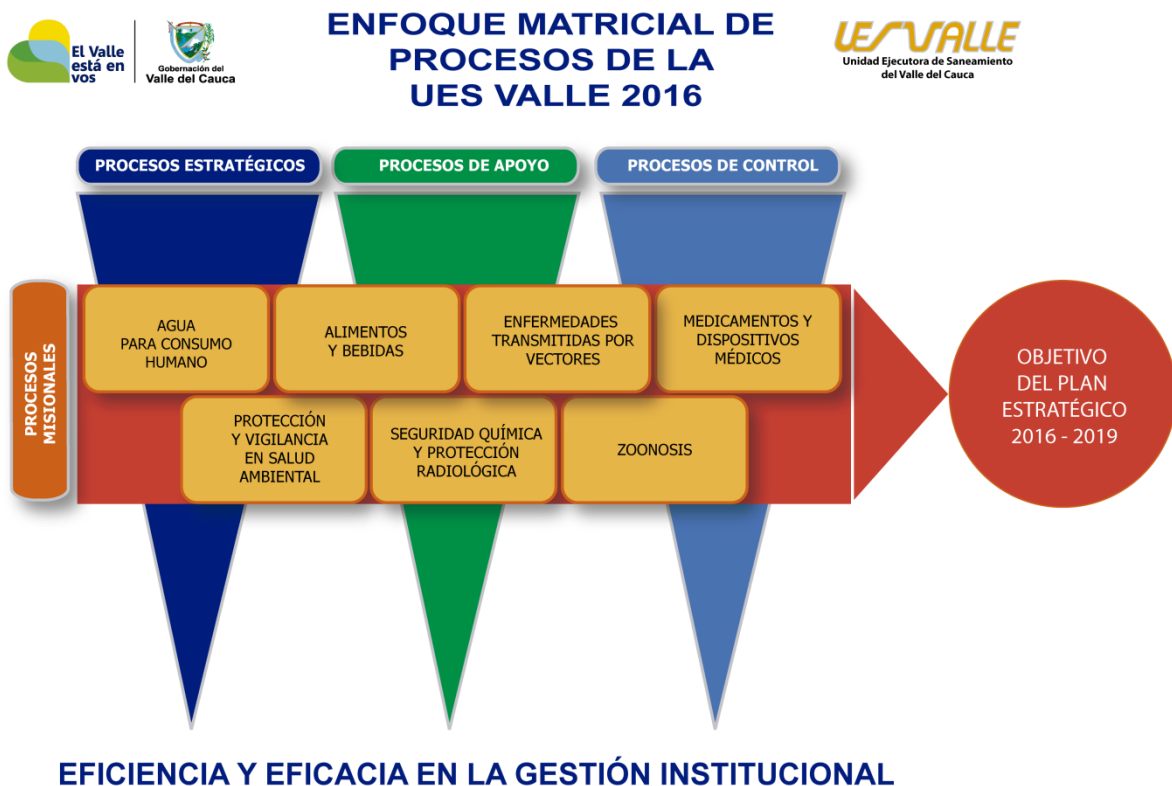 El Valle
está en
vos
Gobernación del
Valle del Cauca
ENFOQUE MATRICIAL DE
PROCESOS DE LA
UES VALLE 2016
UESVALLE
Unidad Ejecutora de Saneamiento
del Valle del Cauca
PROCESOS ESTRATÉGICOS
PROCESOS DE APOYO
PROCESOS DE CONTROL
PROCESOS
MISIONALES
AGUA
PARA CONSUMO
HUMANO
ALIMENTOS
Y BEBIDAS
ENFERMEDADES
TRANSMITIDAS POR
VECTORES
MEDICAMENTOS Y
DISPOSITIVOS
MÉDICOS
PROTECCIÓN
Y VIGILANCIA
EN SALUD
AMBIENTAL
SEGURIDAD QUÍMICA
Y PROTECCIÓN
RADIOLÓGICA
ZOONOSIS
OBJETIVO
DEL PLAN
ESTRATÉGICO
2016 - 2019
EFICIENCIA Y EFICACIA EN LA GESTIÓN INSTITUCIONAL